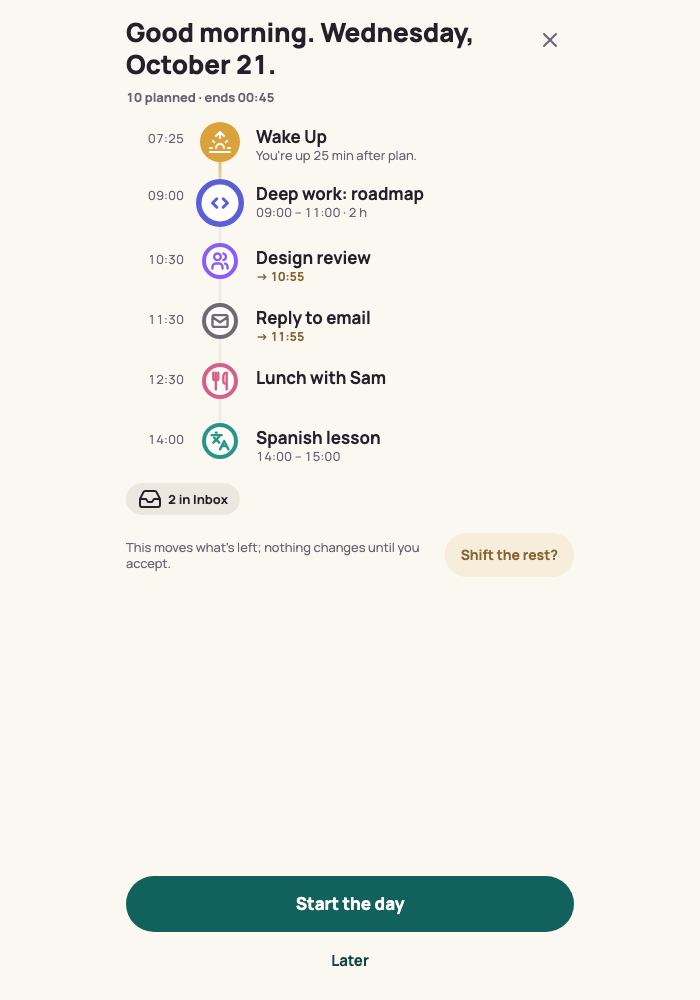 Good morning. Wednesday,
October 21.
10 planned · ends 00:45
07:25
Wake Up
You're up 25 min after plan.
09:00
Deep work: roadmap
09:00 – 11:00 · 2 h
10:30
Design review
→ 10:55
11:30
Reply to email
→ 11:55
12:30
Lunch with Sam
14:00
Spanish lesson
14:00 – 15:00
2 in Inbox
This moves what's left; nothing changes until you
accept.
Shift the rest?
Start the day
Later